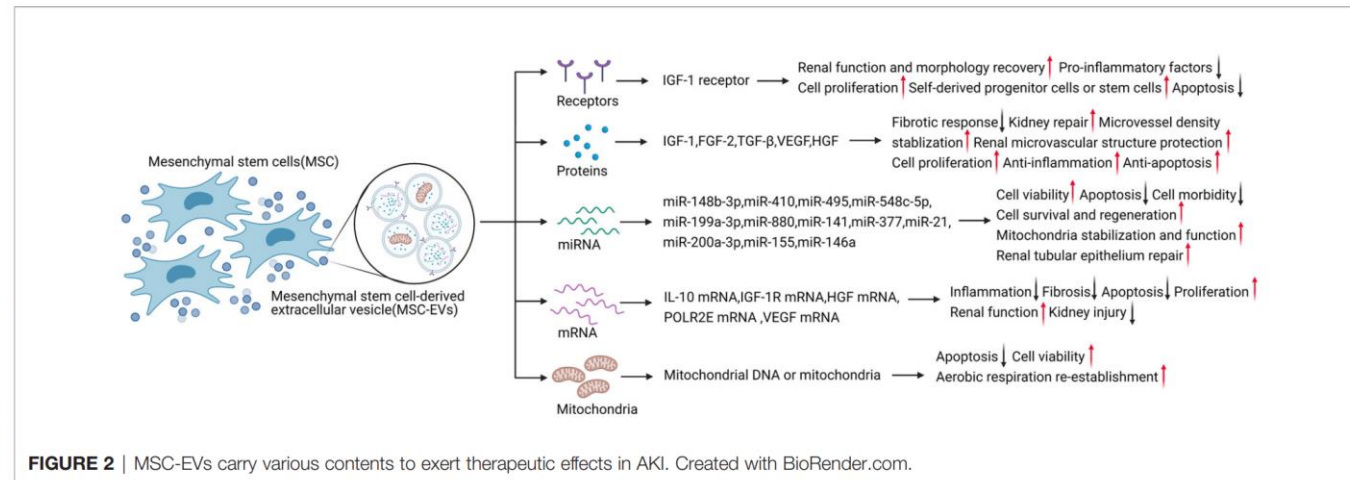 Mesenchymal stem cells(MSC)
Mesenchymal stem cell-derived
extracellular vesicle(MSC-EVs)
Receptors
IGF-1 receptor
Renal function and morphology recovery↑ Pro-inflammatory factors↓
Cell proliferation↑ Self-derived progenitor cells or stem cells↑ Apoptosis↓
Proteins
IGF-1,FGF-2,TGF-β,VEGF,HGF
Fibrotic response↓ Kidney repair↑ Microvessel density
stablization↑ Renal microvascular structure protection↑
Cell proliferation↑ Anti-inflammation↑ Anti-apoptosis↑
miRNA
miR-148b-3p,miR-410,miR-495,miR-548c-5p,
miR-199a-3p,miR-880,miR-141,miR-377,miR-21,
miR-200a-3p,miR-155,miR-146a
Cell viability↑ Apoptosis↓ Cell morbidity↓
Cell survival and regeneration↑
Mitochondria stabilization and function↑
Renal tubular epithelium repair↑
mRNA
IL-10 mRNA,IGF-1R mRNA,HGF mRNA,
POLR2E mRNA ,VEGF mRNA
Inflammation↓ Fibrosis↓ Apoptosis↓ Proliferation↑
Renal function↑ Kidney injury↓
Mitochondria
Mitochondrial DNA or mitochondria
Apoptosis↓ Cell viability↑
Aerobic respiration re-establishment↑
FIGURE 2 | MSC-EVs carry various contents to exert therapeutic effects in AKI. Created with BioRender.com.